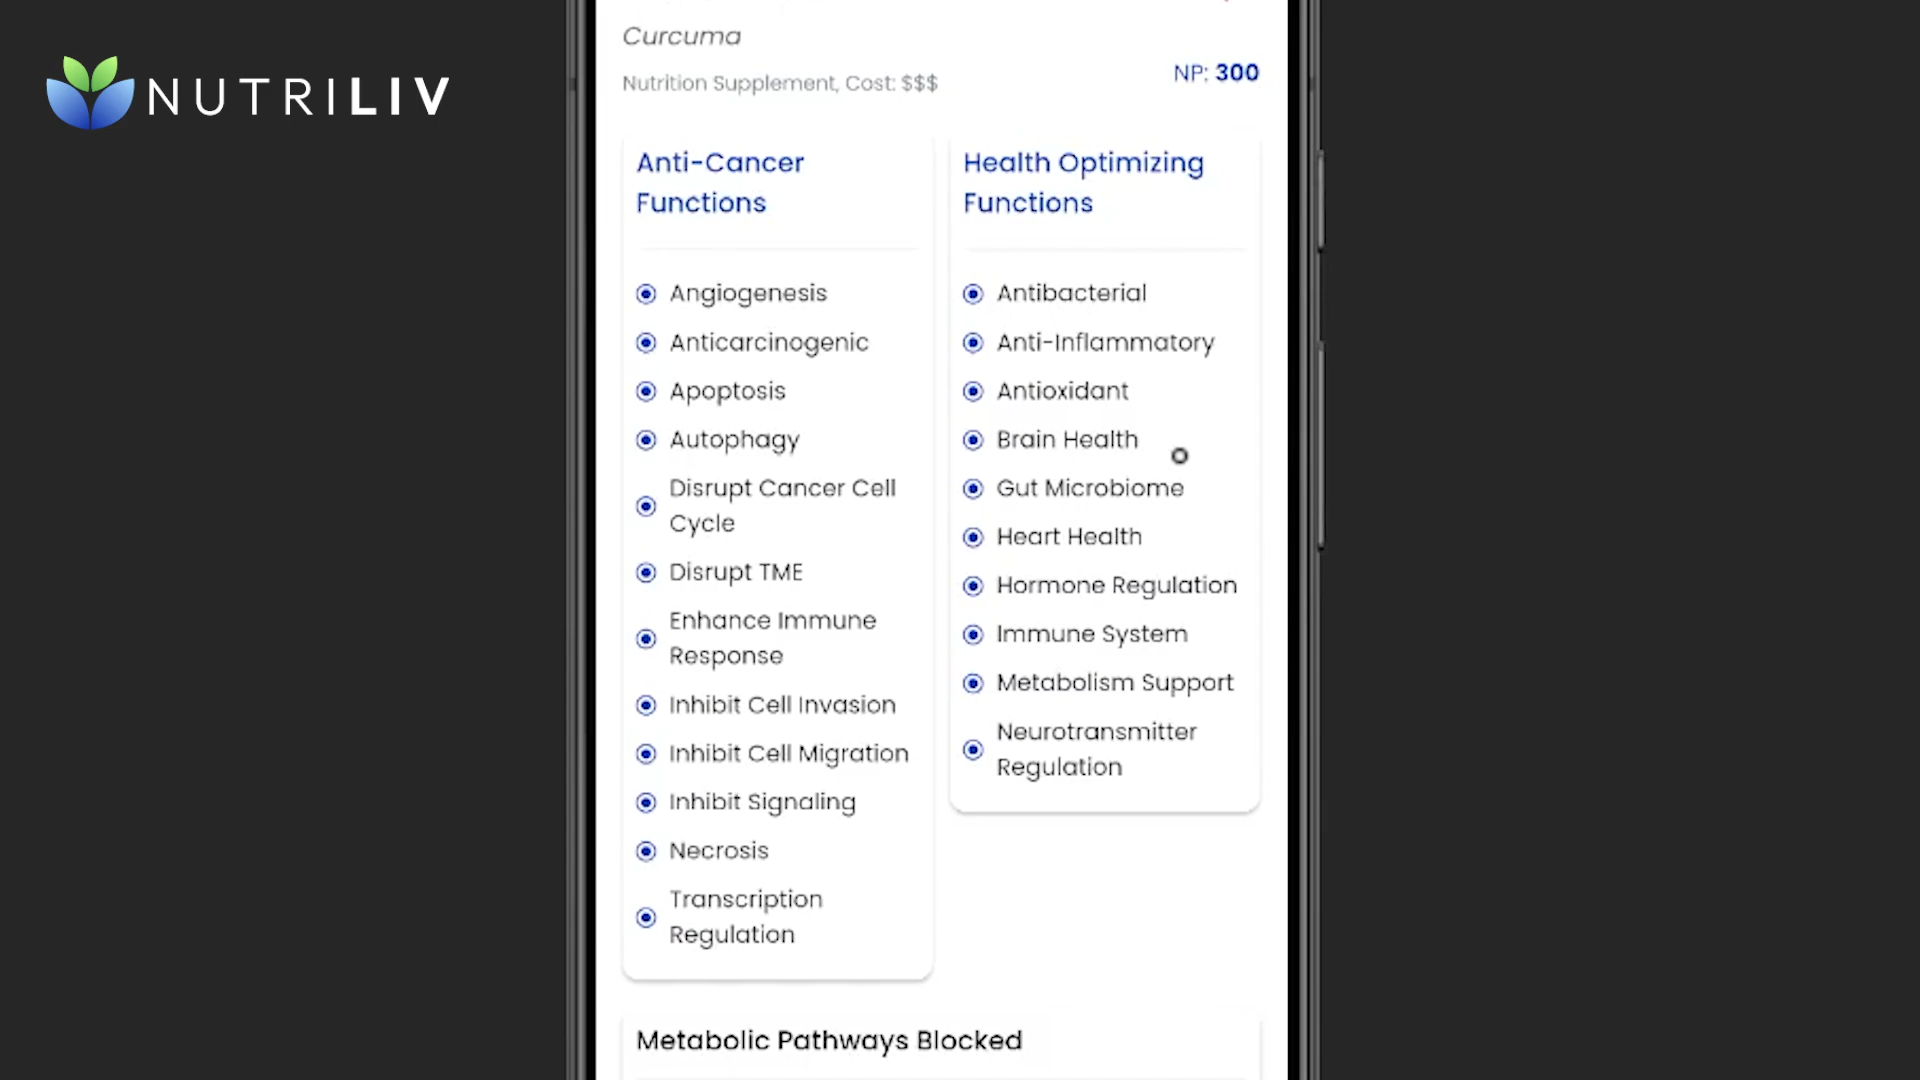 NUTRILIV
Curcuma
Nutrition Supplement, Cost: $$$
NP: 300
Anti-Cancer
Functions
Angiogenesis
Anticarcinogenic
Apoptosis
Autophagy
Disrupt Cancer Cell
Cycle
Disrupt TME
Enhance Immune
Response
Inhibit Cell Invasion
Inhibit Cell Migration
Inhibit Signaling
Necrosis
Transcription
Regulation
Health Optimizing
Functions
Antibacterial
Anti-Inflammatory
Antioxidant
Brain Health
Gut Microbiome
Heart Health
Hormone Regulation
Immune System
Metabolism Support
Neurotransmitter
Regulation
Metabolic Pathways Blocked